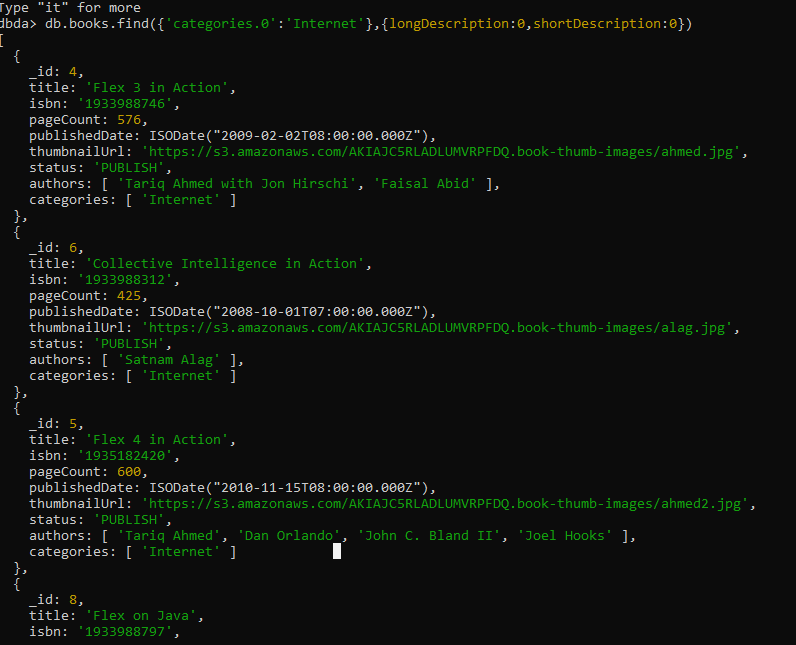 Type "it" for more
dbda> db.books.find({'categories.0':'Internet'},{longDescription:0,shortDescription:0})
[
  {
    _id: 4,
    title: 'Flex 3 in Action',
    isbn: '1933988746',
    pageCount: 576,
    publishedDate: ISODate("2009-02-02T08:00:00.000Z"),
    thumbnailUrl: 'https://s3.amazonaws.com/AKIAJC5RLADLUMVRPFDQ.book-thumb-images/ahmed.jpg',
    status: 'PUBLISH',
    authors: [ 'Tariq Ahmed with Jon Hirschi', 'Faisal Abid' ],
    categories: [ 'Internet' ]
  },
  {
    _id: 6,
    title: 'Collective Intelligence in Action',
    isbn: '1933988312',
    pageCount: 425,
    publishedDate: ISODate("2008-10-01T07:00:00.000Z"),
    thumbnailUrl: 'https://s3.amazonaws.com/AKIAJC5RLADLUMVRPFDQ.book-thumb-images/alag.jpg',
    status: 'PUBLISH',
    authors: [ 'Satnam Alag' ],
    categories: [ 'Internet' ]
  },
  {
    _id: 5,
    title: 'Flex 4 in Action',
    isbn: '1935182420',
    pageCount: 600,
    publishedDate: ISODate("2010-11-15T08:00:00.000Z"),
    thumbnailUrl: 'https://s3.amazonaws.com/AKIAJC5RLADLUMVRPFDQ.book-thumb-images/ahmed2.jpg',
    status: 'PUBLISH',
    authors: [ 'Tariq Ahmed', 'Dan Orlando', 'John C. Bland II', 'Joel Hooks' ],
    categories: [ 'Internet' ]
  },
  {
    _id: 8,
    title: 'Flex on Java',
    isbn: '1933988797',